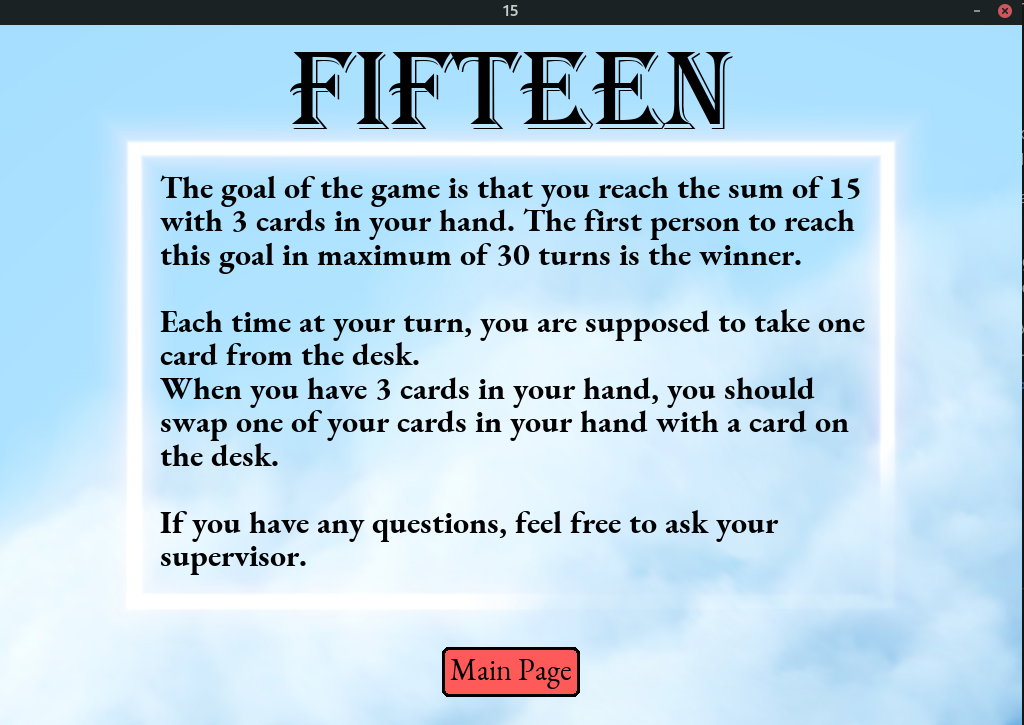 15
FIFTEEN
The goal of the game is that you reach the sum of 15
with 3 cards in your hand. The first person to reach
this goal in maximum of 30 turns is the winner.
Each time at your turn, you are supposed to take one
card from the desk.
When you have 3 cards in your hand, you should
swap one of your cards in your hand with a card on
the desk.
If you have any questions, feel free to ask your
supervisor.
Main Page